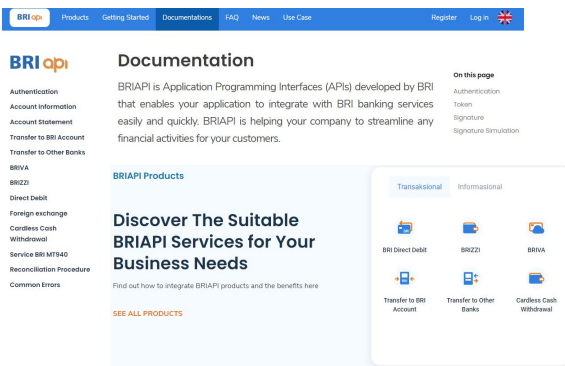 BRI api
Products
Getting Started
Documentations
FAQ
News
Use Case
Register
Log in
BRI api
Authentication
Account Information
Account Statement
Transfer to BRI Account
Transfer to Other Banks
BRIVA
BRIZZI
Direct Debit
Foreign exchange
Cardless Cash
Withdrawal
Service BRI MT940
Reconciliation Procedure
Common Errors
Documentation
BRIAPI is Application Programming Interfaces (APIs) developed by BRI
that enables your application to integrate with BRI banking services
easily and quickly. BRIAPI is helping your company to streamline any
financial activities for your customers.
On this page
Authentication
Token
Signature
Signature Simulation
BRIAPI Products
Discover The Suitable
BRIAPI Services for Your
Business Needs
Find out how to integrate BRIAPI products and the benefits here
SEE ALL PRODUCTS
Transaksional
Informasional
BRI Direct Debit
BRIZZI
BRIVA
Transfer to BRI
Account
Transfer to Other
Banks
Cardless Cash
Withdrawal